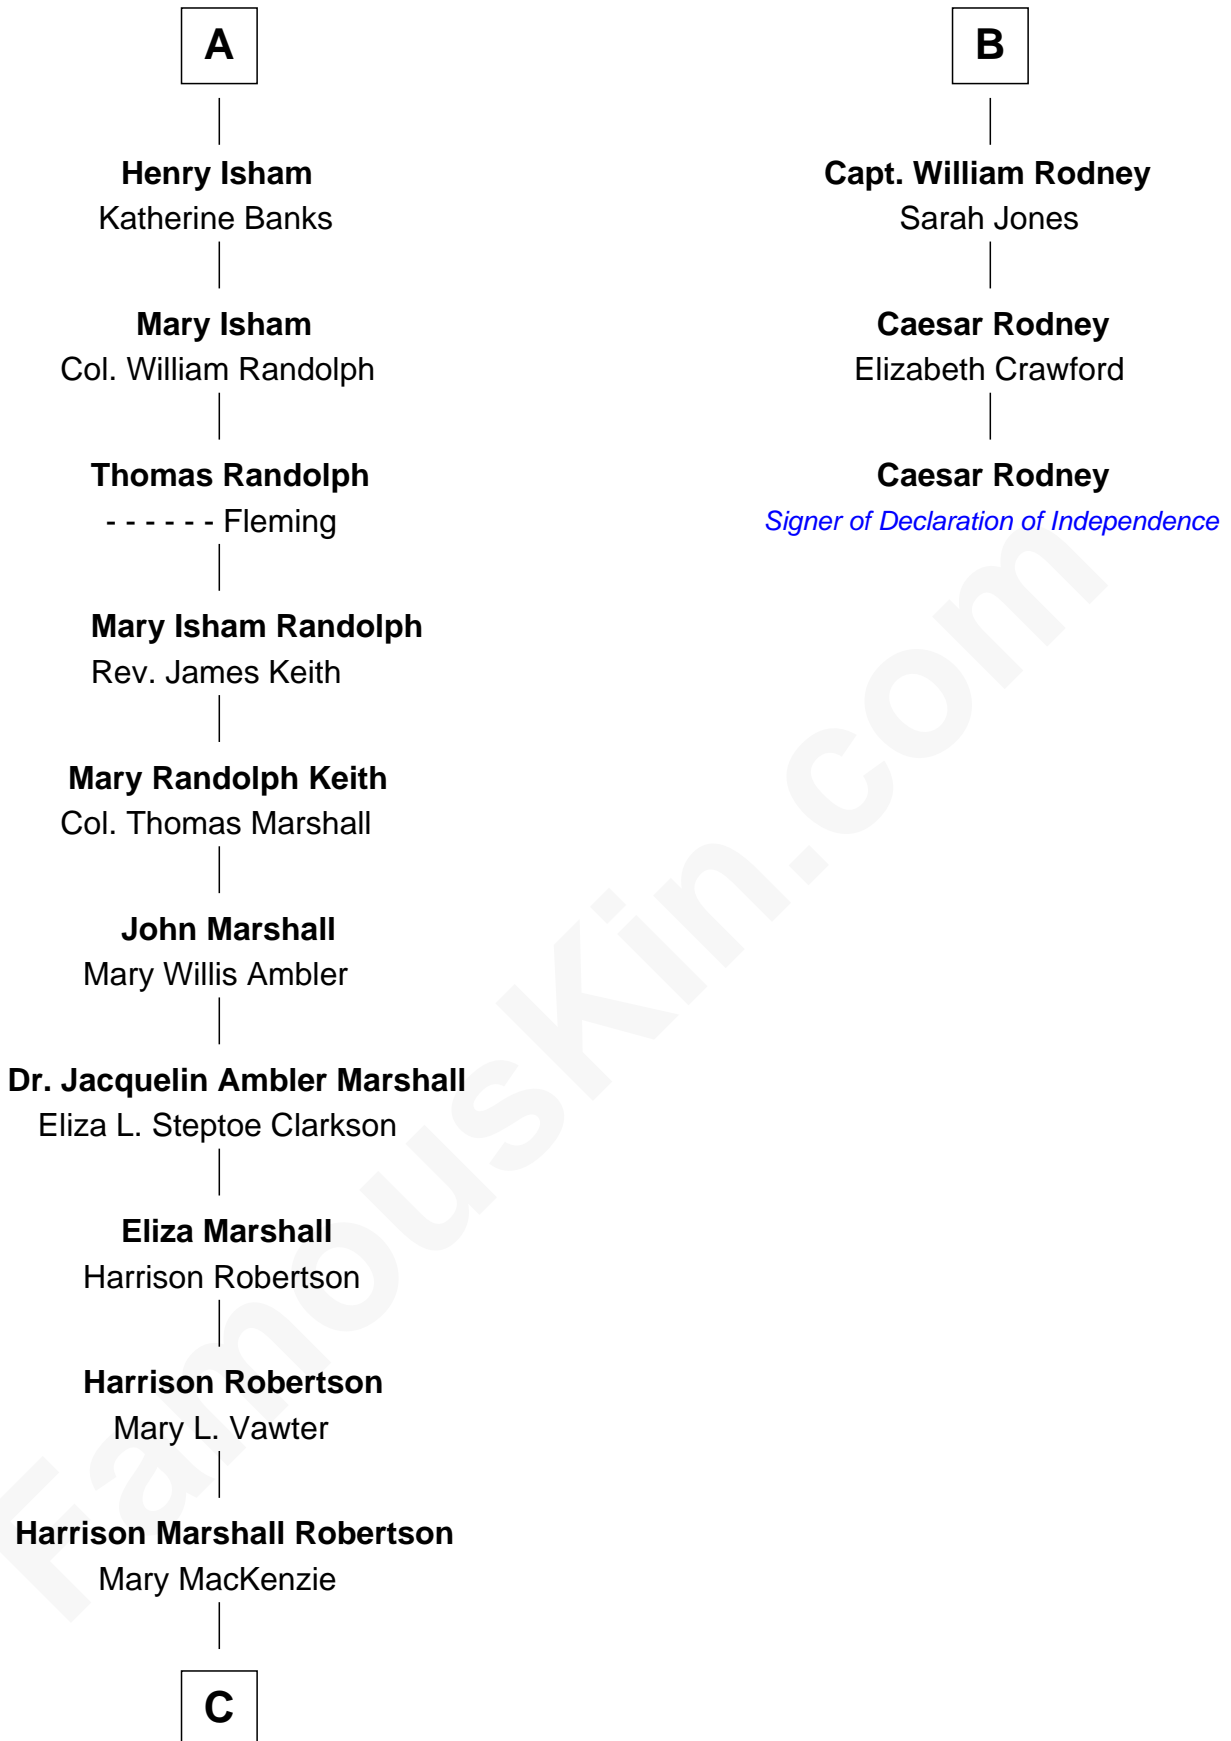 A
Henry Isham
Katherine Banks
Mary Isham
Col. William Randolph
Thomas Randolph
- - - - - - Fleming
Mary Isham Randolph
Rev. James Keith
Mary Randolph Keith
Col. Thomas Marshall
John Marshall
Mary Willis Ambler
Dr. Jacquelin Ambler Marshall
Eliza L. Steptoe Clarkson
Eliza Marshall
Harrison Robertson
Harrison Robertson
Mary L. Vawter
Harrison Marshall Robertson
Mary MacKenzie
C
B
Capt. William Rodney
Sarah Jones
Caesar Rodney
Elizabeth Crawford
Caesar Rodney
Signer of Declaration of Independence
FamousKin.com